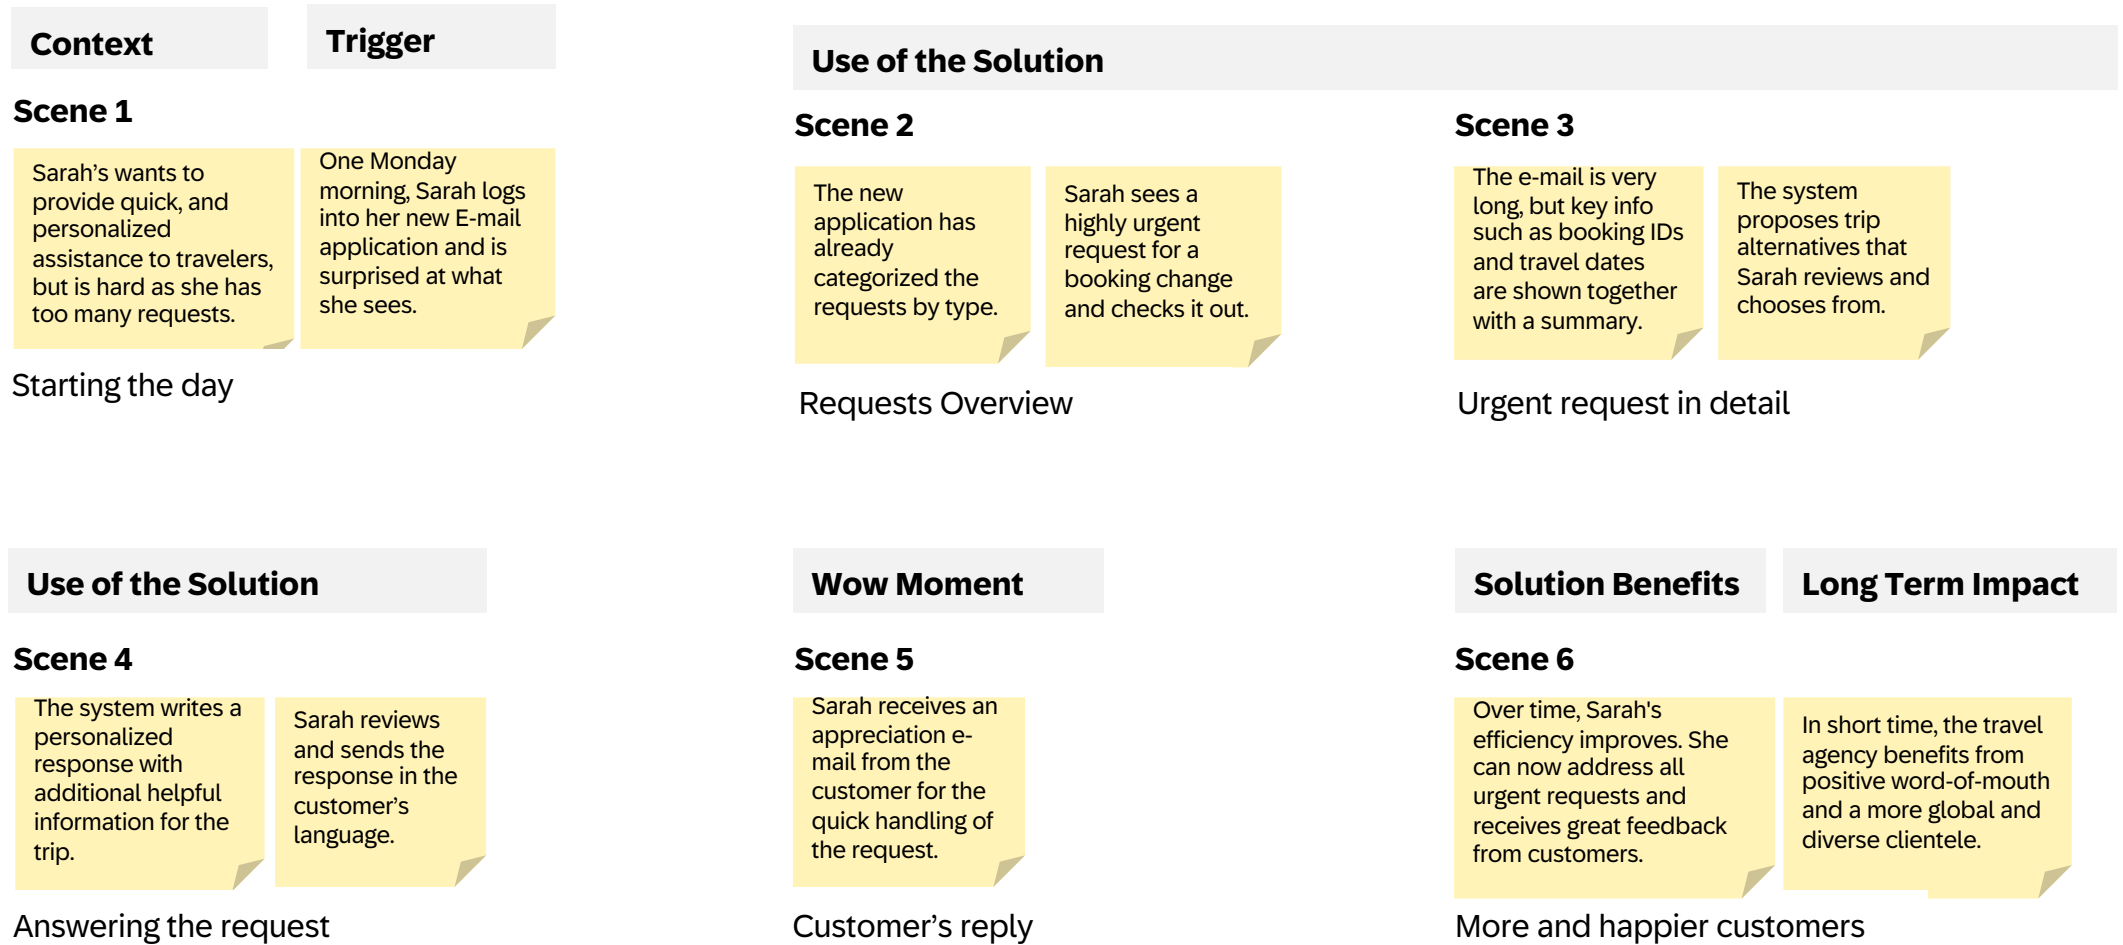 Context
Trigger
Use of the Solution
Scene 1
Sarah's wants to
provide quick, and
personalized
assistance to travelers,
but is hard as she has
too many requests.
One Monday
morning, Sarah logs
into her new E-mail
application and is
surprised at what
she sees.
Starting the day
Scene 2
The new
application has
already
categorized the
requests by type.
Sarah sees a
highly urgent
request for a
booking change
and checks it out.
Requests Overview
Scene 3
The e-mail is very
long, but key info
such as booking IDs
and travel dates
are shown together
with a summary.
The system
proposes trip
alternatives that
Sarah reviews and
chooses from.
Urgent request in detail
Use of the Solution
Scene 4
The system writes a
personalized
response with
additional helpful
information for the
trip.
Sarah reviews
and sends the
response in the
customer's
language.
Answering the request
Wow Moment
Scene 5
Sarah receives an
appreciation e-
mail from the
customer for the
quick handling of
the request.
Customer's reply
Solution Benefits
Long Term Impact
Scene 6
Over time, Sarah's
efficiency improves. She
can now address all
urgent requests and
receives great feedback
from customers.
In short time, the travel
agency benefits from
positive word-of-mouth
and a more global and
diverse clientele.
More and happier customers